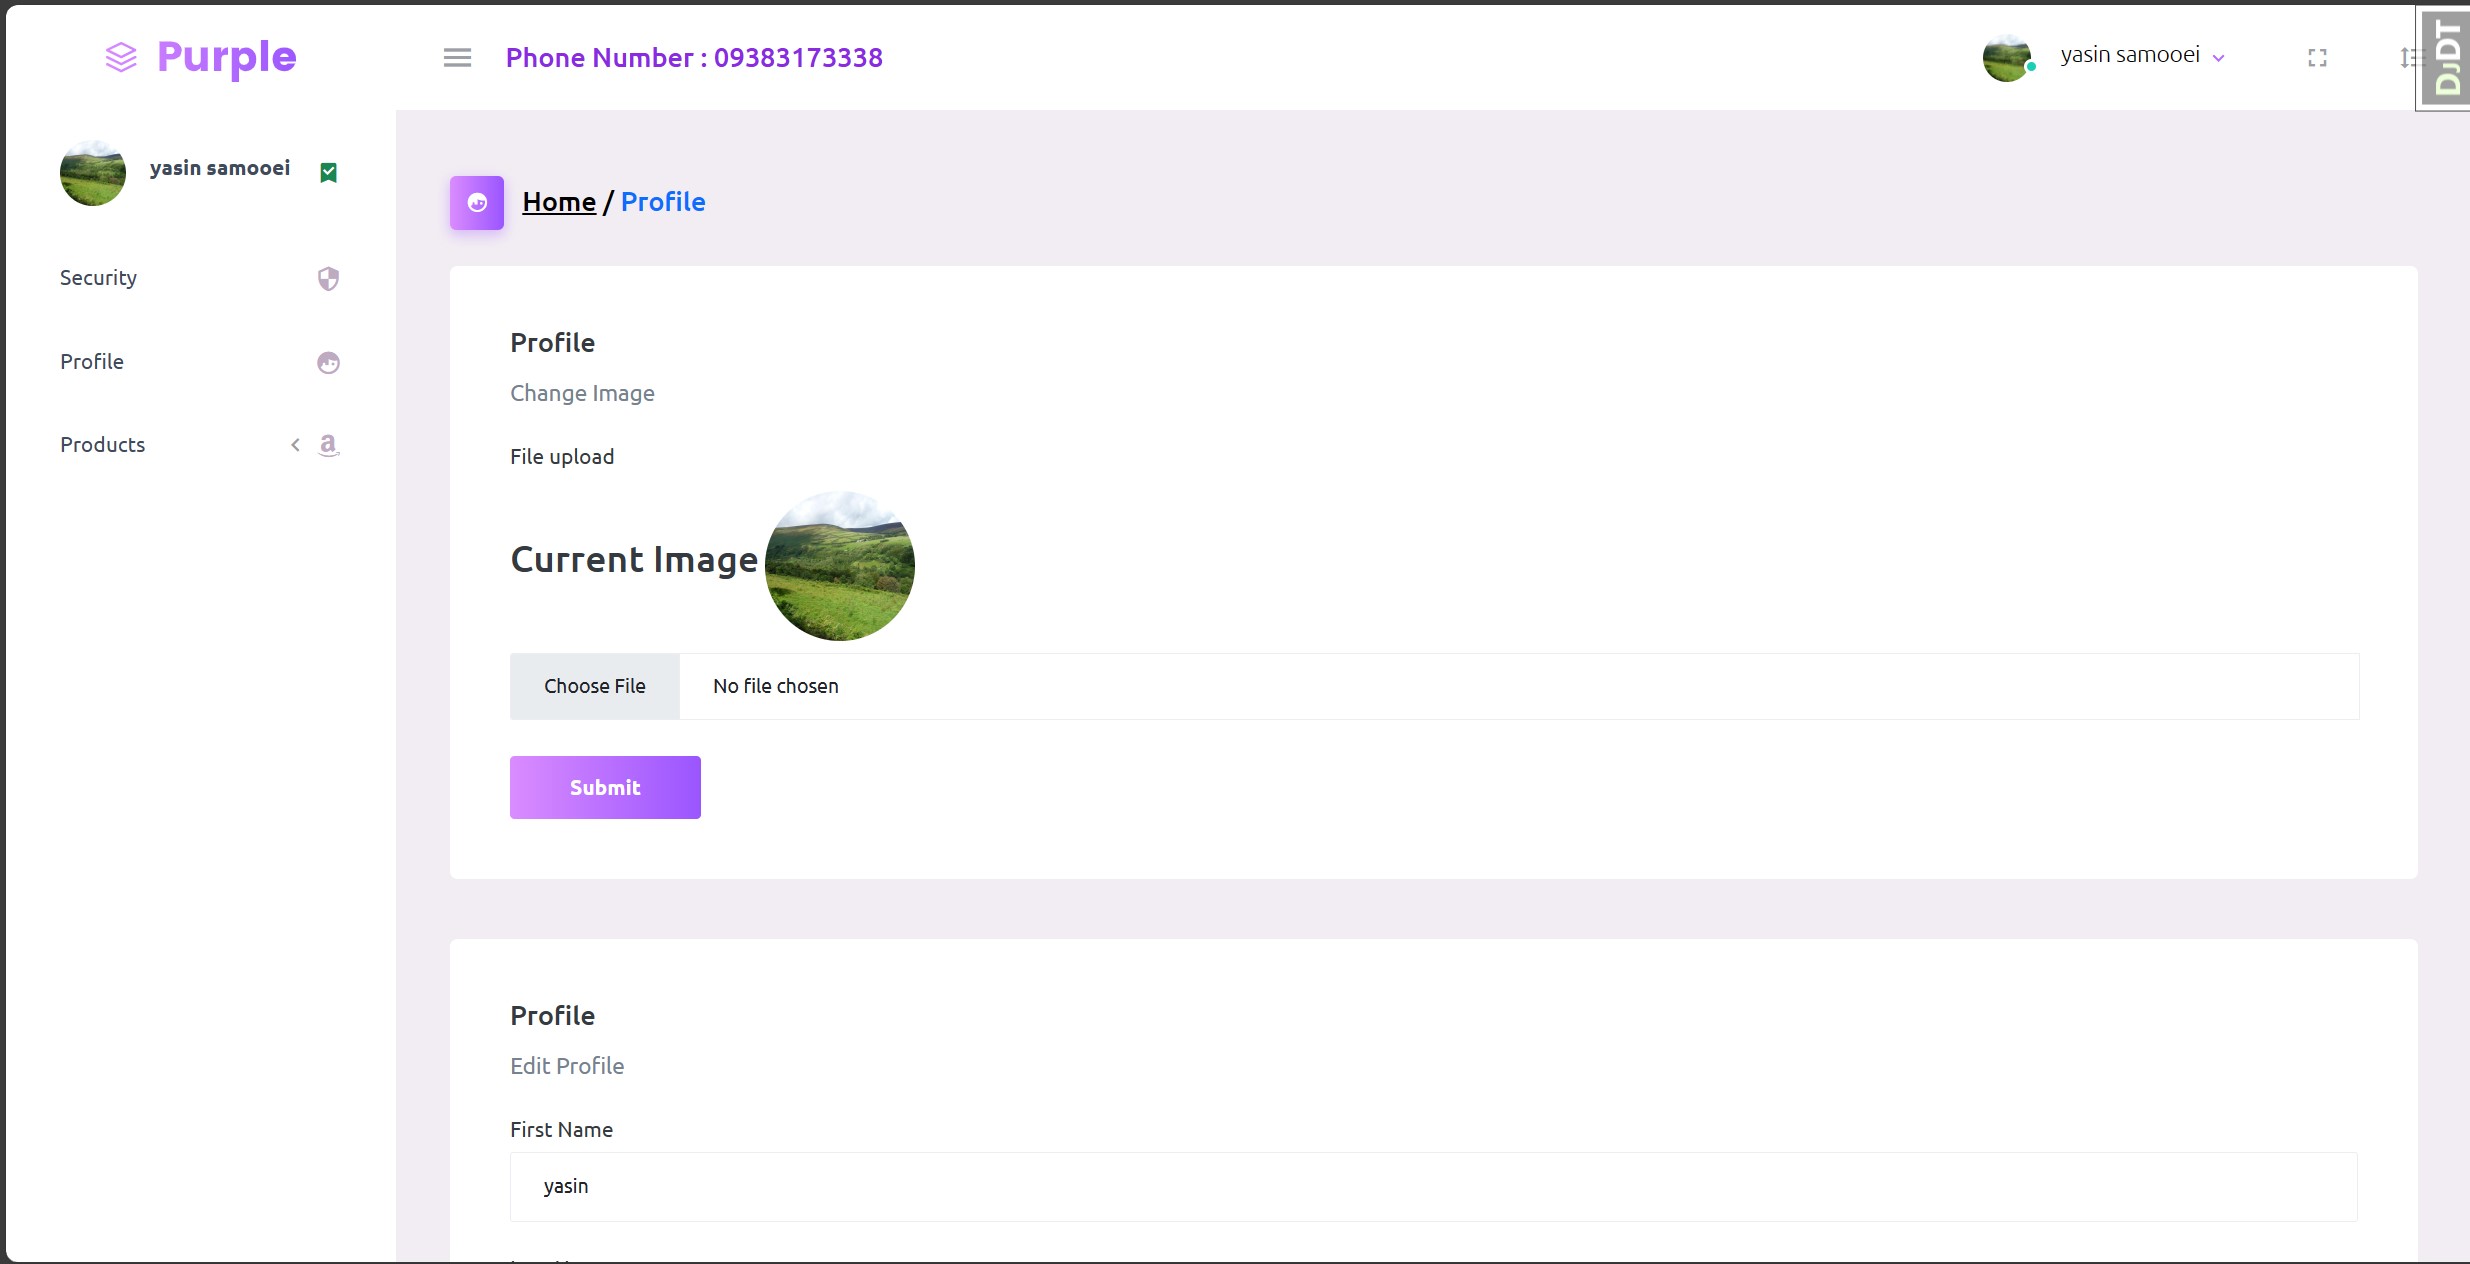 Purple
Phone Number : 09383173338
yasin samooei
DJDT
yasin samooei
Security
Profile
Products
Home / Profile
Profile
Change Image
File upload
Current Image
Choose File
No file chosen
Submit
Profile
Edit Profile
First Name
yasin